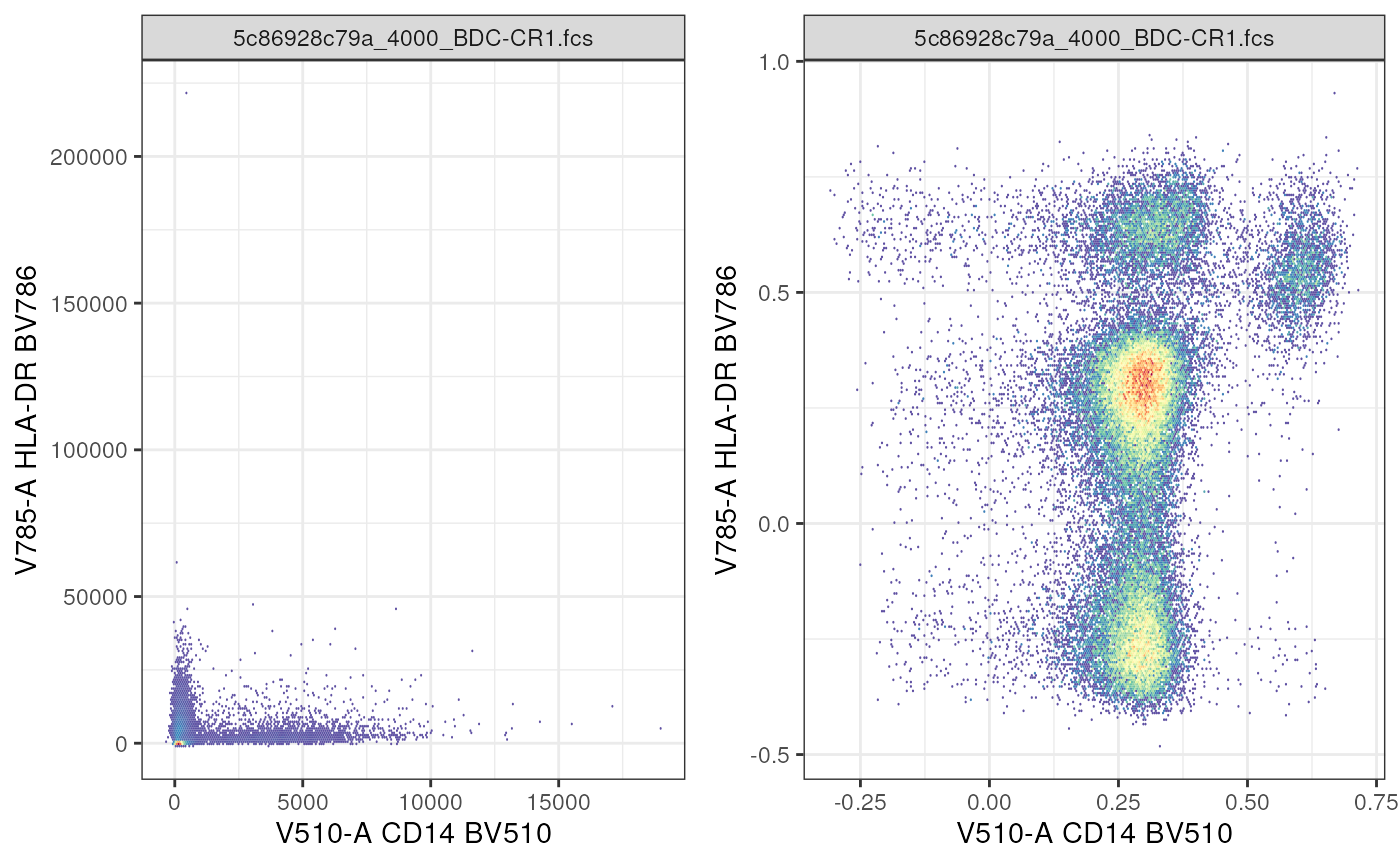 5c86928c79a_4000_BDC-CR1.fcs
V785-A HLA-DR BV786
200000
150000
100000
50000
0
0 5000 10000 15000
V510-A CD14 BV510
5c86928c79a_4000_BDC-CR1.fcs
V785-A HLA-DR BV786
1.0
0.5
0.0
-0.5
-0.25 0.00 0.25 0.50 0.75
V510-A CD14 BV510